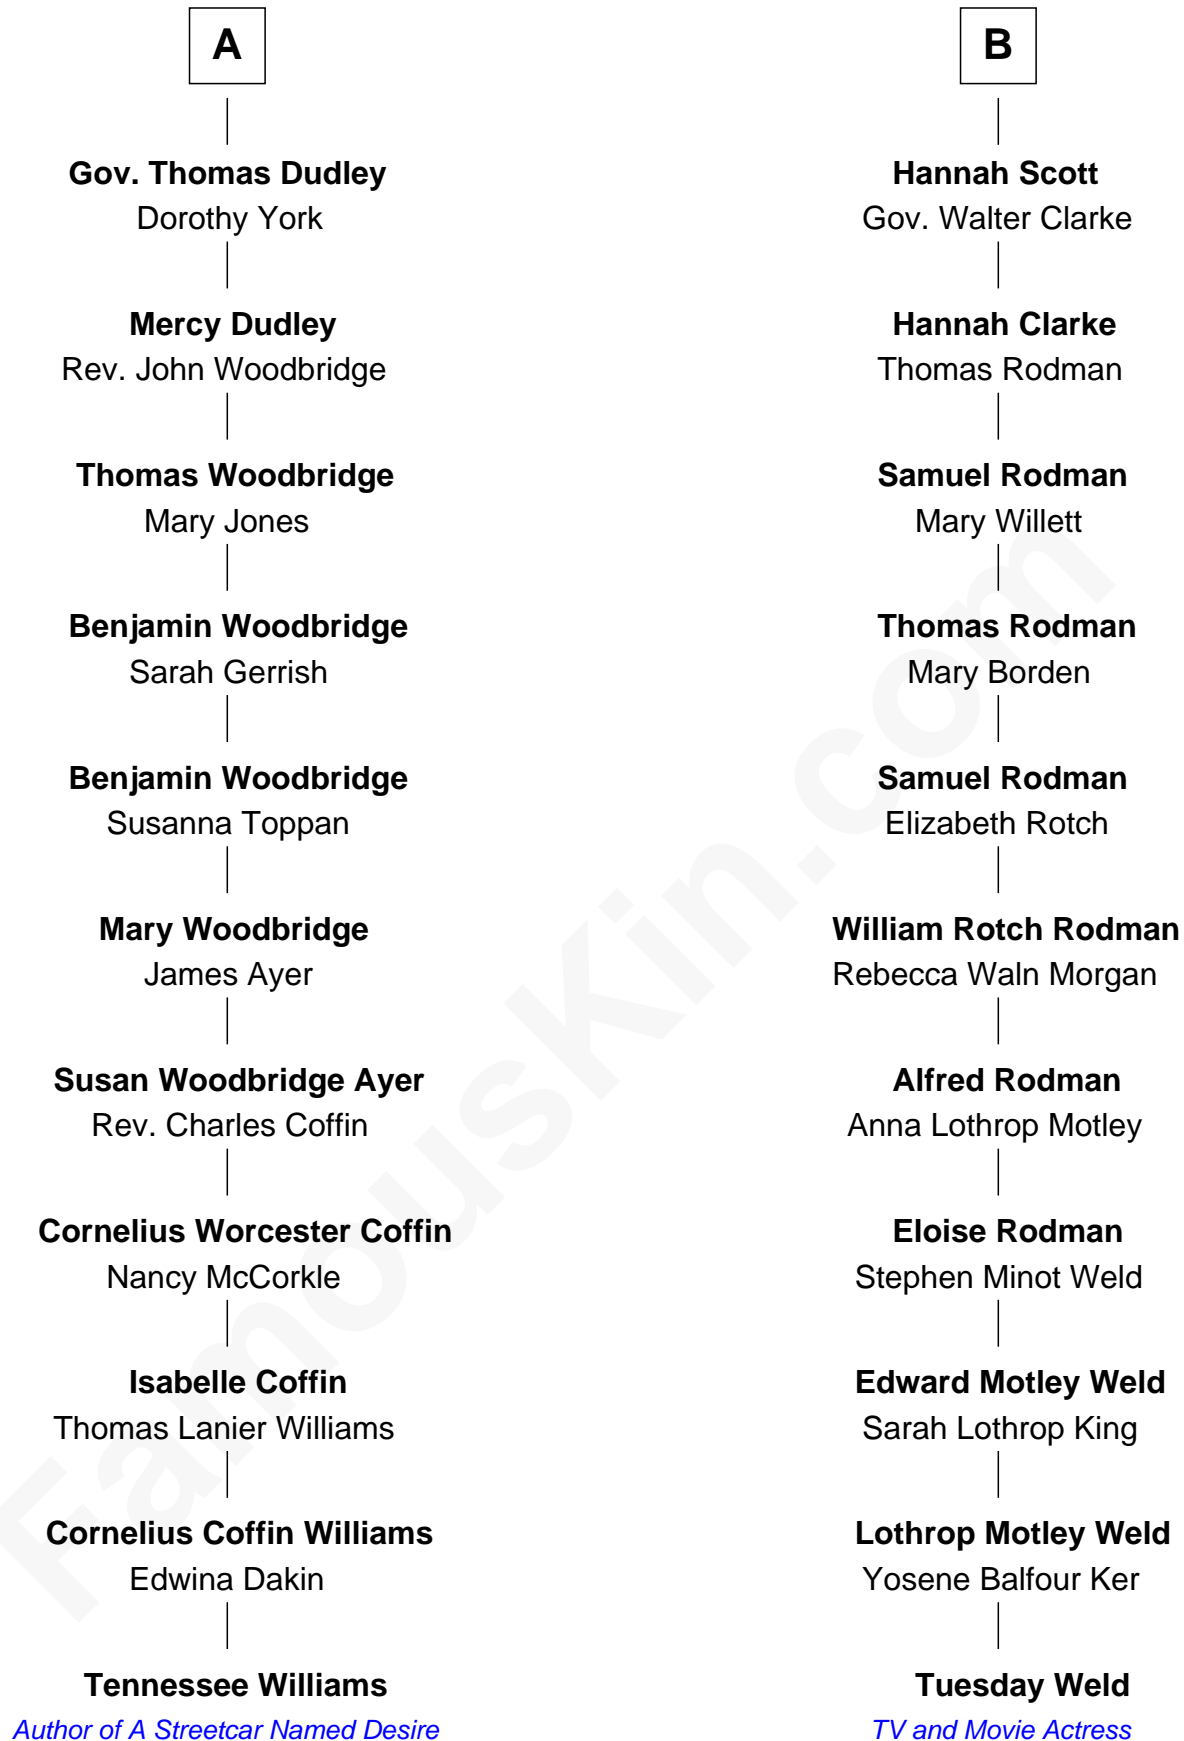 A
Gov. Thomas Dudley
Dorothy York
Mercy Dudley
Rev. John Woodbridge
Thomas Woodbridge
Mary Jones
Benjamin Woodbridge
Sarah Gerrish
Benjamin Woodbridge
Susanna Toppan
Mary Woodbridge
James Ayer
Susan Woodbridge Ayer
Rev. Charles Coffin
Cornelius Worcester Coffin
Nancy McCorkle
Isabelle Coffin
Thomas Lanier Williams
Cornelius Coffin Williams
Edwina Dakin
Tennessee Williams
Author of A Streetcar Named Desire
B
Hannah Scott
Gov. Walter Clarke
Hannah Clarke
Thomas Rodman
Samuel Rodman
Mary Willett
Thomas Rodman
Mary Borden
Samuel Rodman
Elizabeth Rotch
William Rotch Rodman
Rebecca Waln Morgan
Alfred Rodman
Anna Lothrop Motley
Eloise Rodman
Stephen Minot Weld
Edward Motley Weld
Sarah Lothrop King
Lothrop Motley Weld
Yosene Balfour Ker
Tuesday Weld
TV and Movie Actress
FamousKin.com